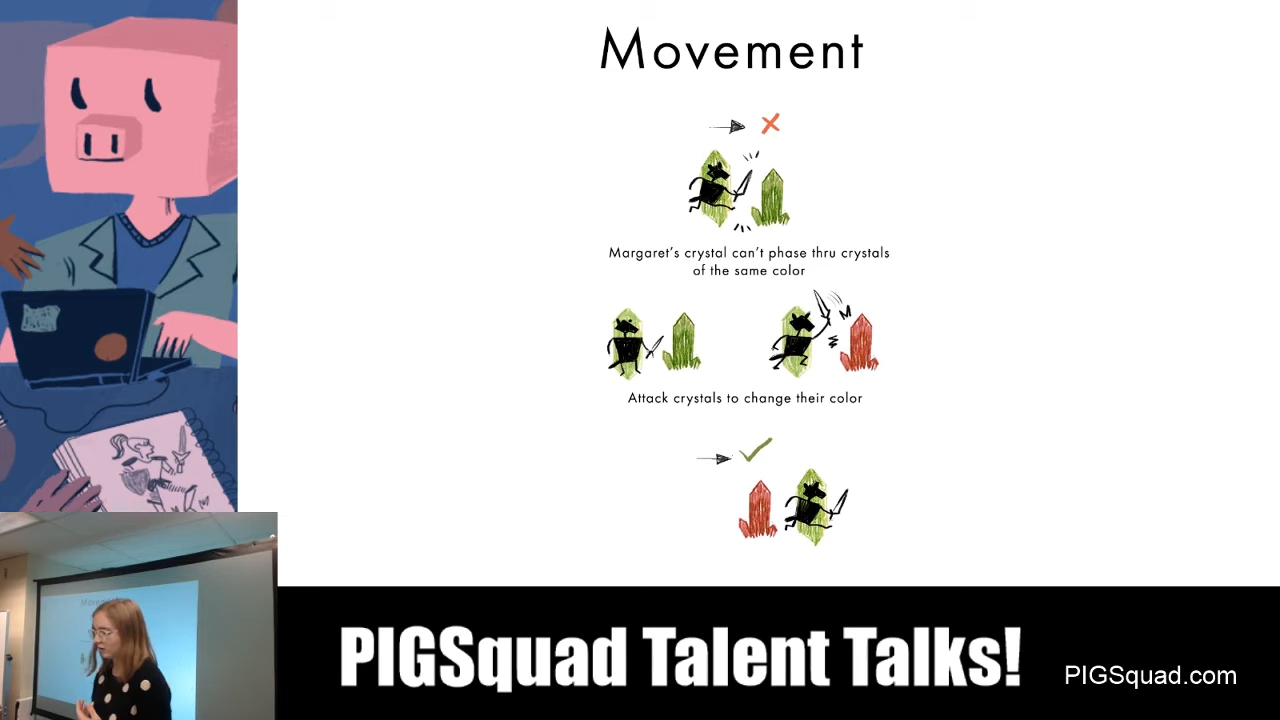 Movement
Margaret's crystal can't phase thru crystals
of the same color
Attack crystals to change their color
PIGSquad Talent Talks!
PIGSquad.com